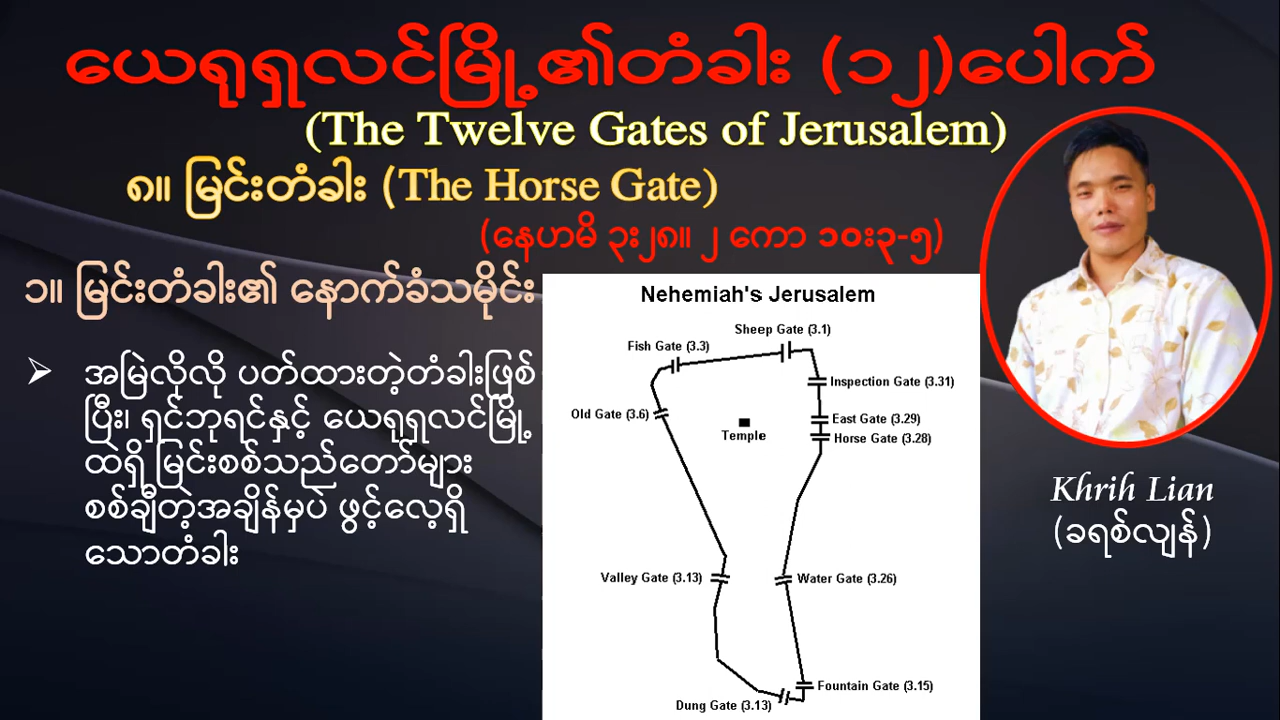 ယေရုရှလင်မြို့၏တံခါး (၁၂)ပေါက်
(The Twelve Gates of Jerusalem)
၈။ မြင်းတံခါး (The Horse Gate)
(နေဟမိ ၃း၂၈။ ၂ ကော ၁၀း၃-၅)
၁။ မြင်းတံခါး၏ နောက်ခံသမိုင်း
➢ အမြဲလိုလို ပတ်ထားတဲ့တံခါးဖြစ်
ပြီး၊ ရှင်ဘုရင်နှင့် ယေရုရှလင်မြို့
ထဲရှိ မြင်းစစ်သည်တော်များ
စစ်ချီတဲ့အချိန်မှပဲ ဖွင့်လေ့ရှိ
သောတံခါး
Nehemiah's Jerusalem
Sheep Gate (3.1)
Fish Gate (3.3)
Inspection Gate (3.31)
Old Gate (3.6)
East Gate (3.29)
Temple
Horse Gate (3.28)
Valley Gate (3.13)
Water Gate (3.26)
Fountain Gate (3.15)
Dung Gate (3.13)
Khrih Lian
(ခရစ်လျန်)